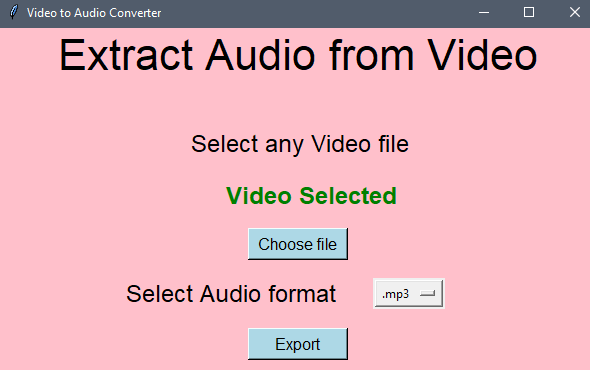 Video to Audio Converter
Extract Audio from Video
Select any Video file
Video Selected
Choose file
Select Audio format .mp3
Export